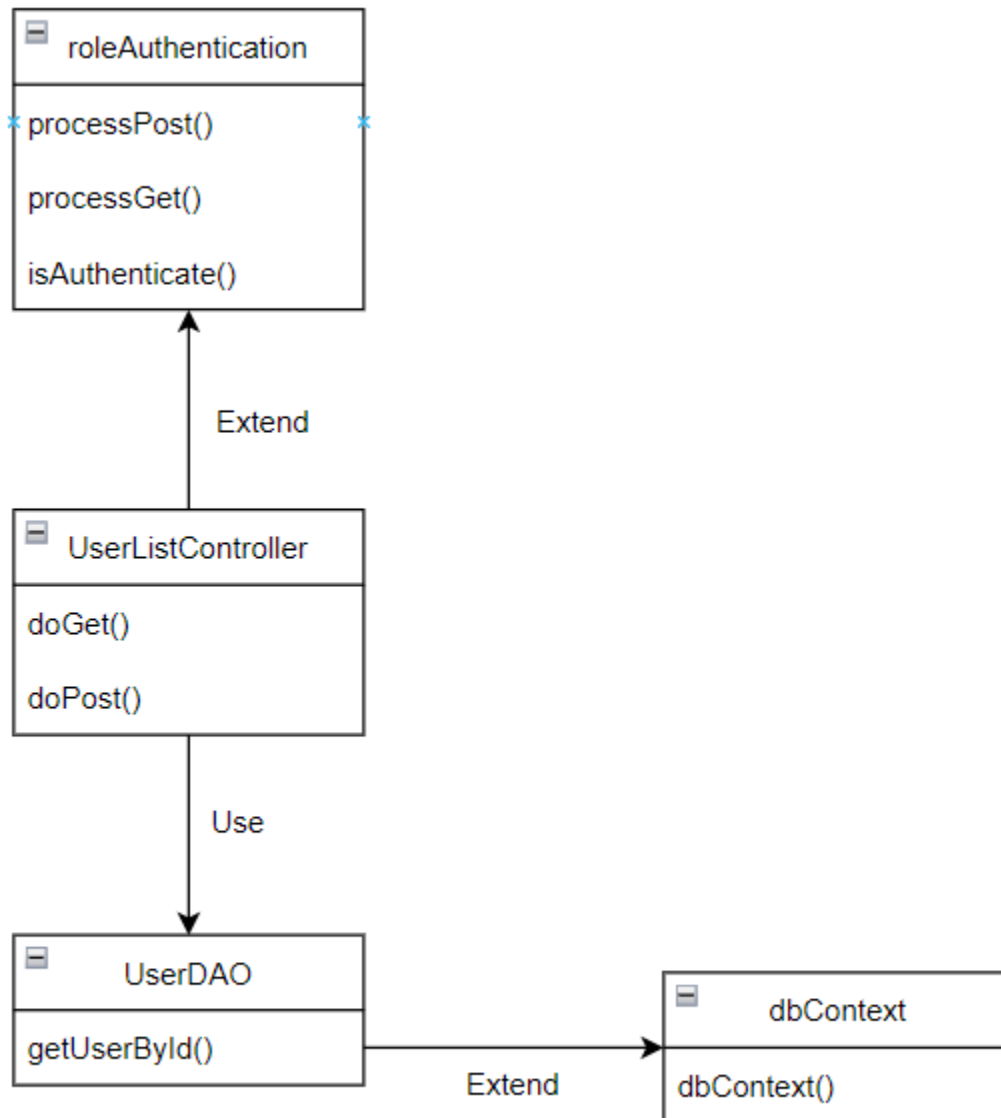 roleAuthentication
processPost()
processGet()
isAuthenticate()
Extend
UserListController
doGet()
doPost()
Use
UserDAO
getUserById()
Extend
dbContext
dbContext()